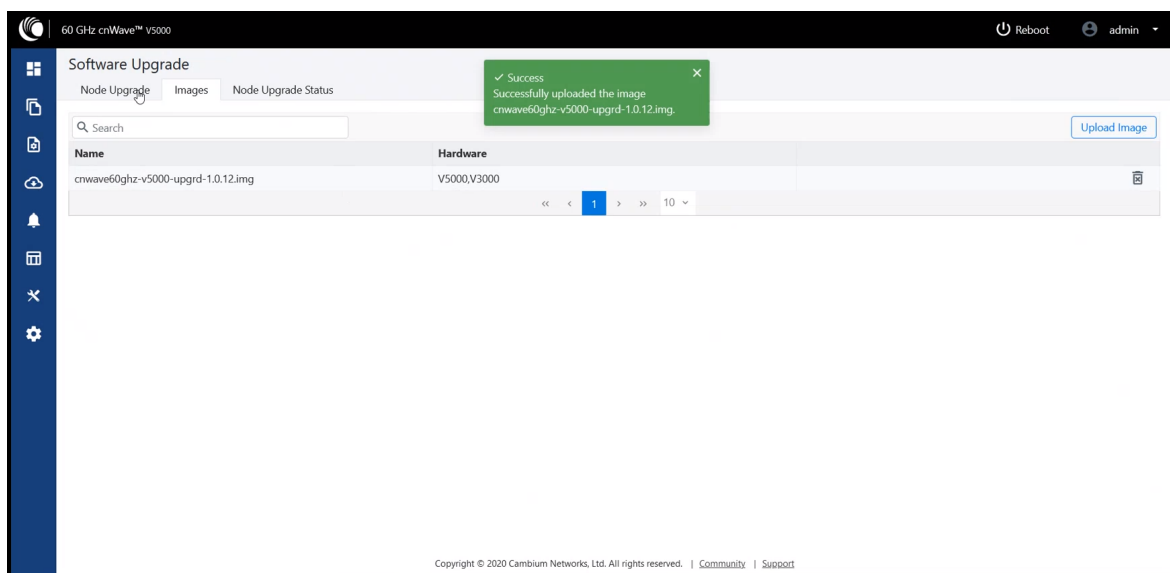 60 GHz cnWave™ V5000
Reboot
admin
Software Upgrade
Node Upgrade
Images
Node Upgrade Status
✓ Success
Successfully uploaded the image
cnwave60ghz-v5000-upgrd-1.0.12.img.
Search
Upload Image
Name
Hardware
cnwave60ghz-v5000-upgrd-1.0.12.img
V5000,V3000
« ‹ 1 › » 10
Copyright © 2020 Cambium Networks, Ltd. All rights reserved. | Community | Support